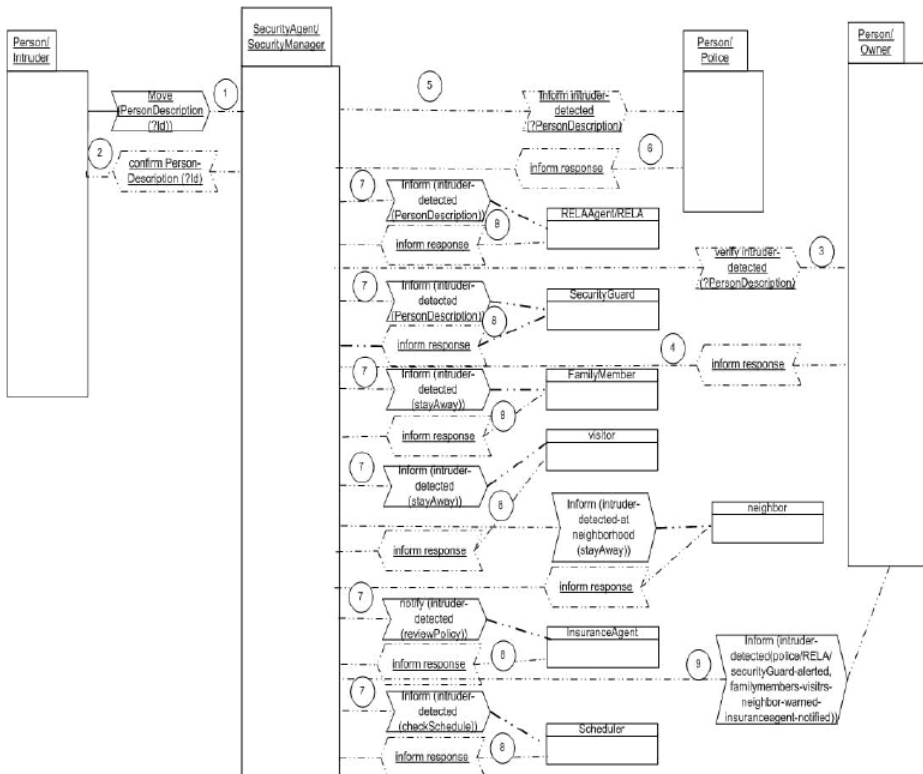 Person/
Intruder
SecurityAgent/
SecurityManager
Person/
Police
Person/
Owner
Move
(PersonDescription
(?Id))
1
2
confirm Person-
Description (?Id)
5
Inform intruder-
detected
(?PersonDescription)
inform response
6
7
Inform (intruder-
detected
(PersonDescription))
8
inform response
RELAAgent/RELA
verify intruder-
detected
(?PersonDescription)
3
7
Inform (intruder-
detected
(PersonDescription))
8
inform response
SecurityGuard
4
inform response
7
Inform (intruder-
detected
(stayAway))
FamilyMember
8
inform response
7
Inform (intruder-
detected
(stayAway))
visitor
8
inform response
Inform (intruder-
detected-at
neighborhood
(stayAway))
neighbor
inform response
7
notify (intruder-
detected
(reviewPolicy))
InsuranceAgent
8
inform response
9
Inform (intruder-
detected(police/RELA/
securityGuard-alerted,
familymembers-visitrs-
neighbor-warned-
insuranceagent-notified))
7
Inform (intruder-
detected
(checkSchedule))
Scheduler
8
inform response